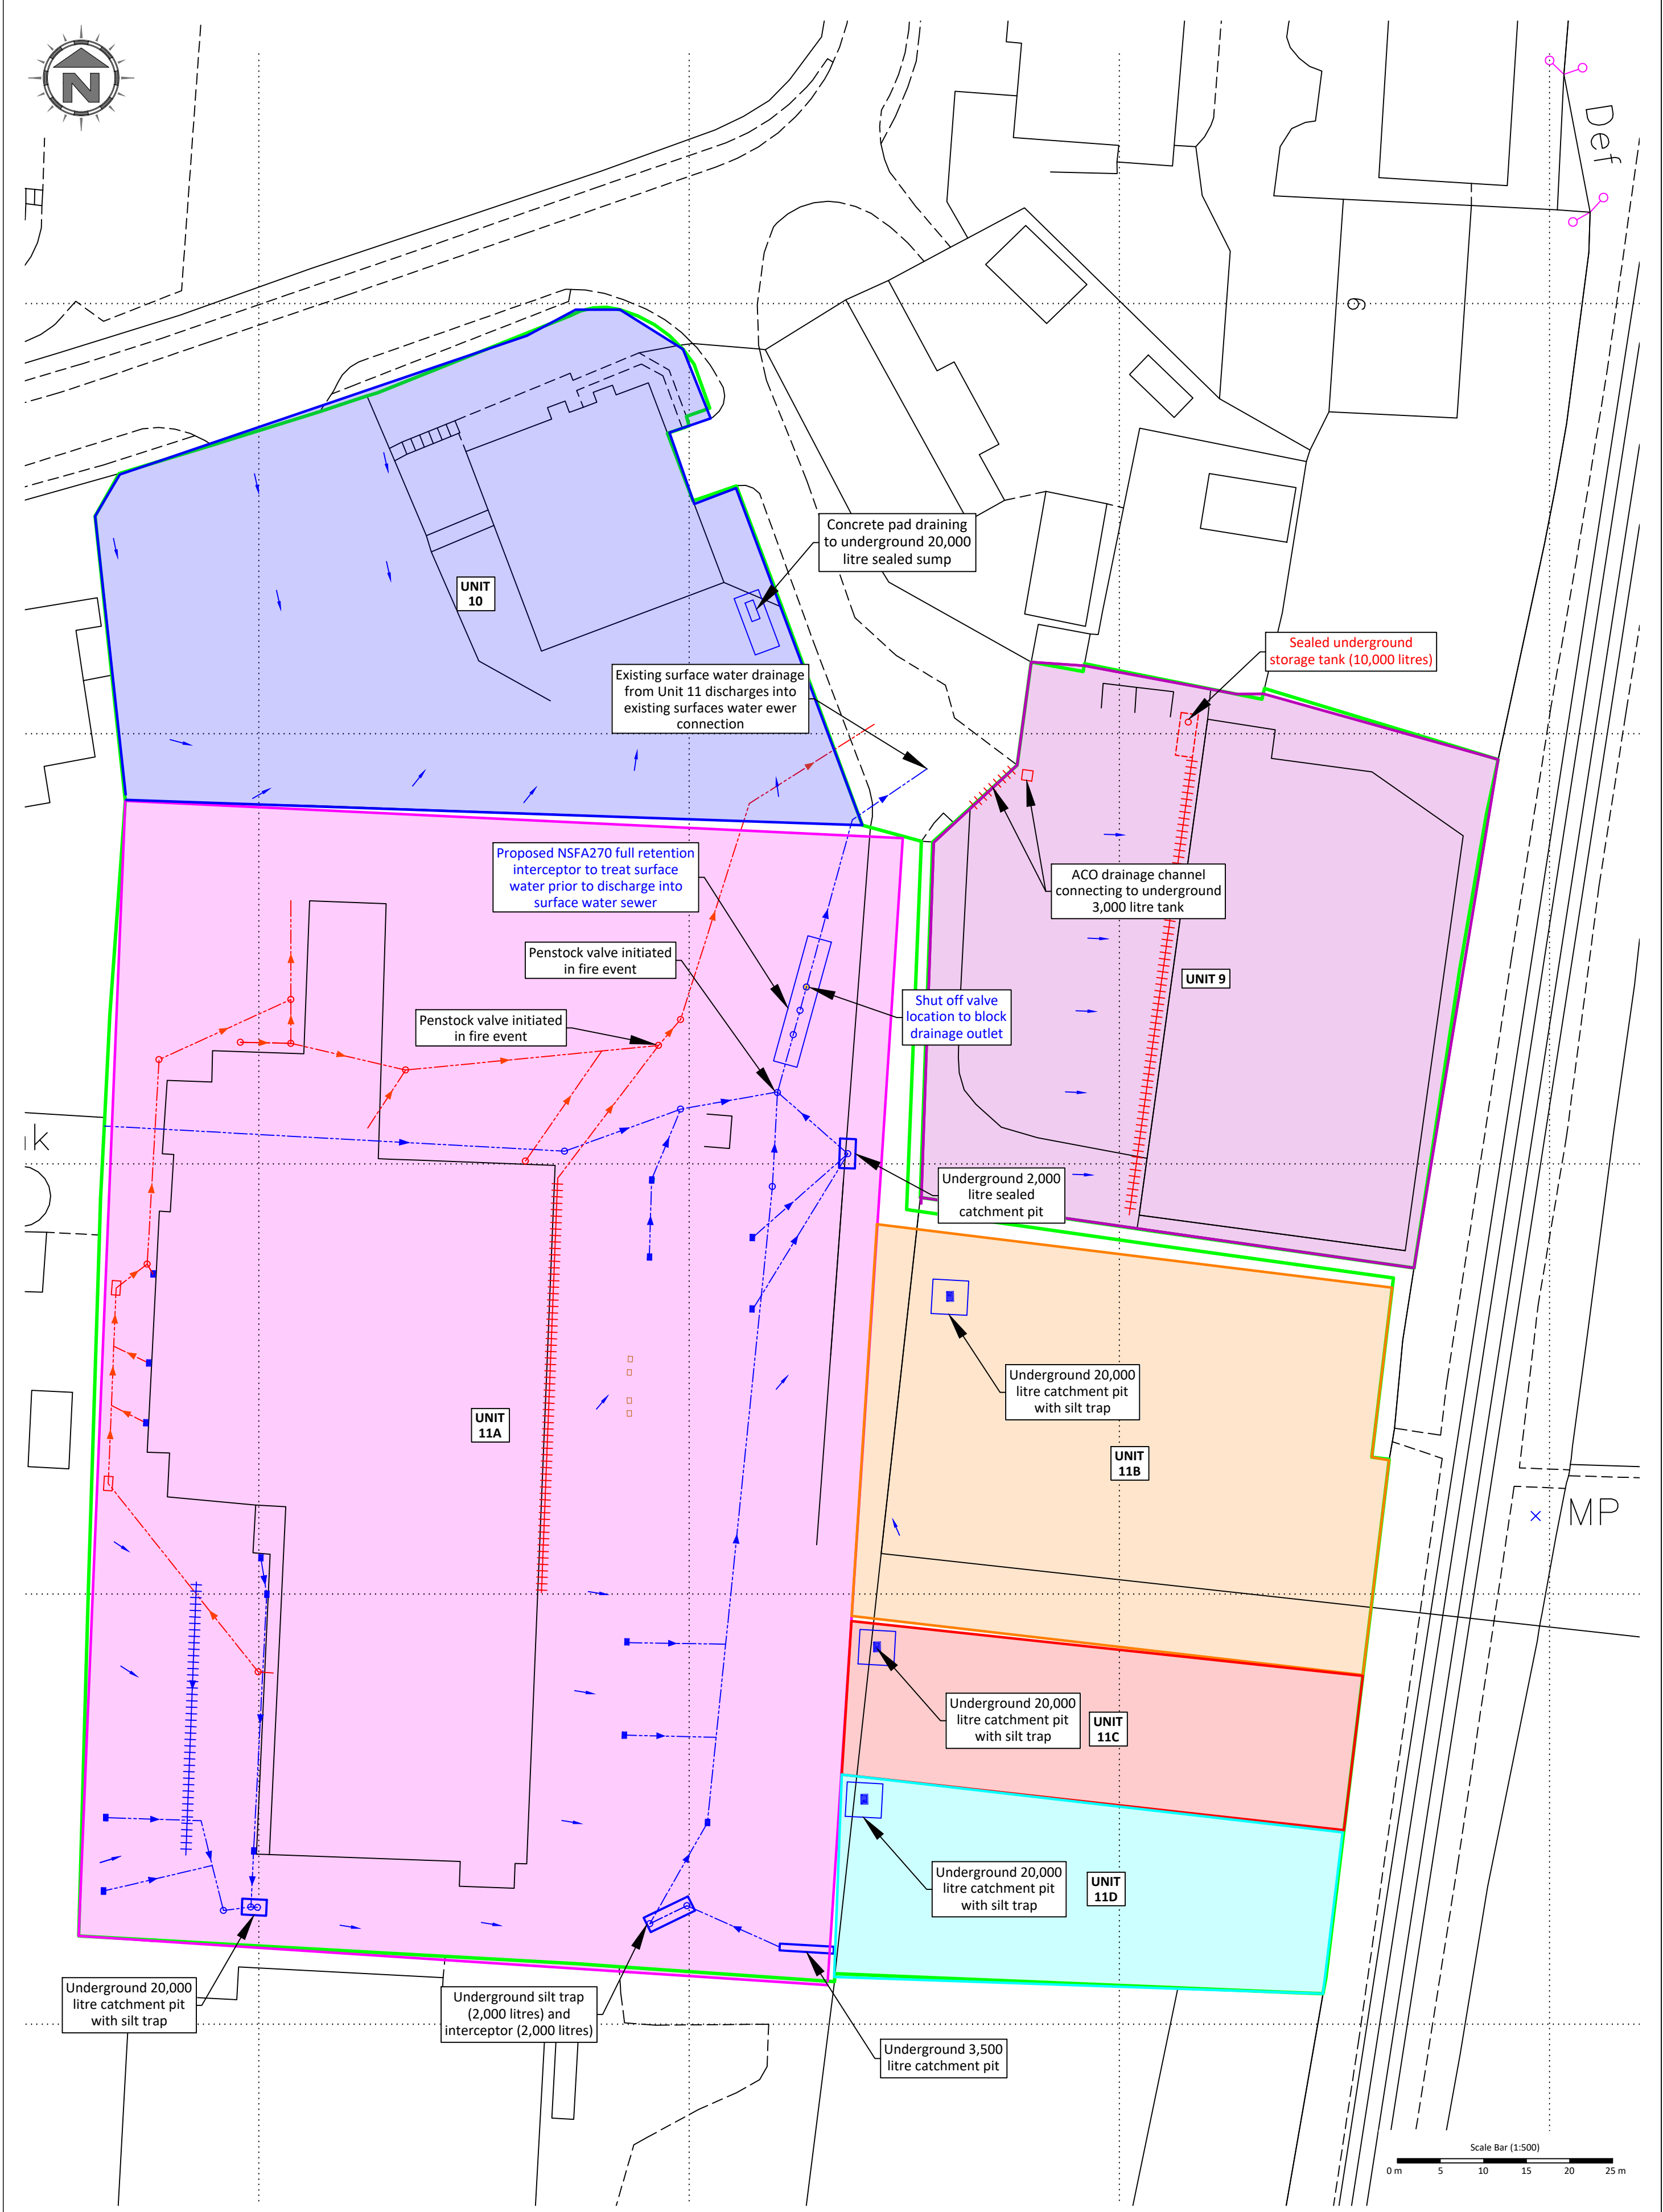 N
Def
6
Concrete pad draining
to underground 20,000
litre sealed sump
UNIT
10
Sealed underground
storage tank (10,000 litres)
Existing surface water drainage
from Unit 11 discharges into
existing surfaces water ewer
connection
Proposed NSFA270 full retention
interceptor to treat surface
water prior to discharge into
surface water sewer
ACO drainage channel
connecting to underground
3,000 litre tank
Penstock valve initiated
in fire event
UNIT 9
Shut off valve
location to block
drainage outlet
Penstock valve initiated
in fire event
k
Underground 2,000
litre sealed
catchment pit
Underground 20,000
litre catchment pit
with silt trap
UNIT
11A
UNIT
11B
MP
Underground 20,000
litre catchment pit
with silt trap
UNIT
11C
Underground 20,000
litre catchment pit
with silt trap
UNIT
11D
Underground 20,000
litre catchment pit
with silt trap
Underground silt trap
(2,000 litres) and
interceptor (2,000 litres)
Underground 3,500
litre catchment pit
Scale Bar (1:500)
0 m 5 10 15 20 25 m